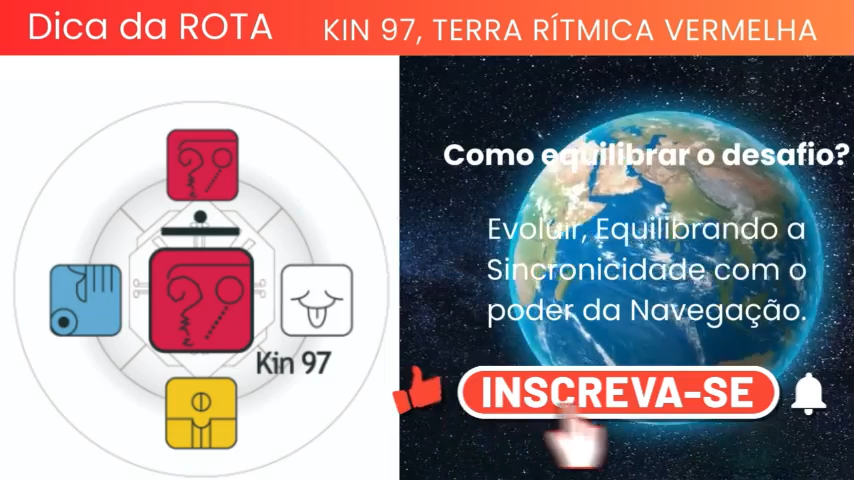 Dica da ROTA
KIN 97, TERRA RÍTMICA VERMELHA
Como equilibrar o desafio?
Evoluir, Equilibrando a
Sincronicidade com o
poder da Navegação.
Kin 97
INSCREVA-SE